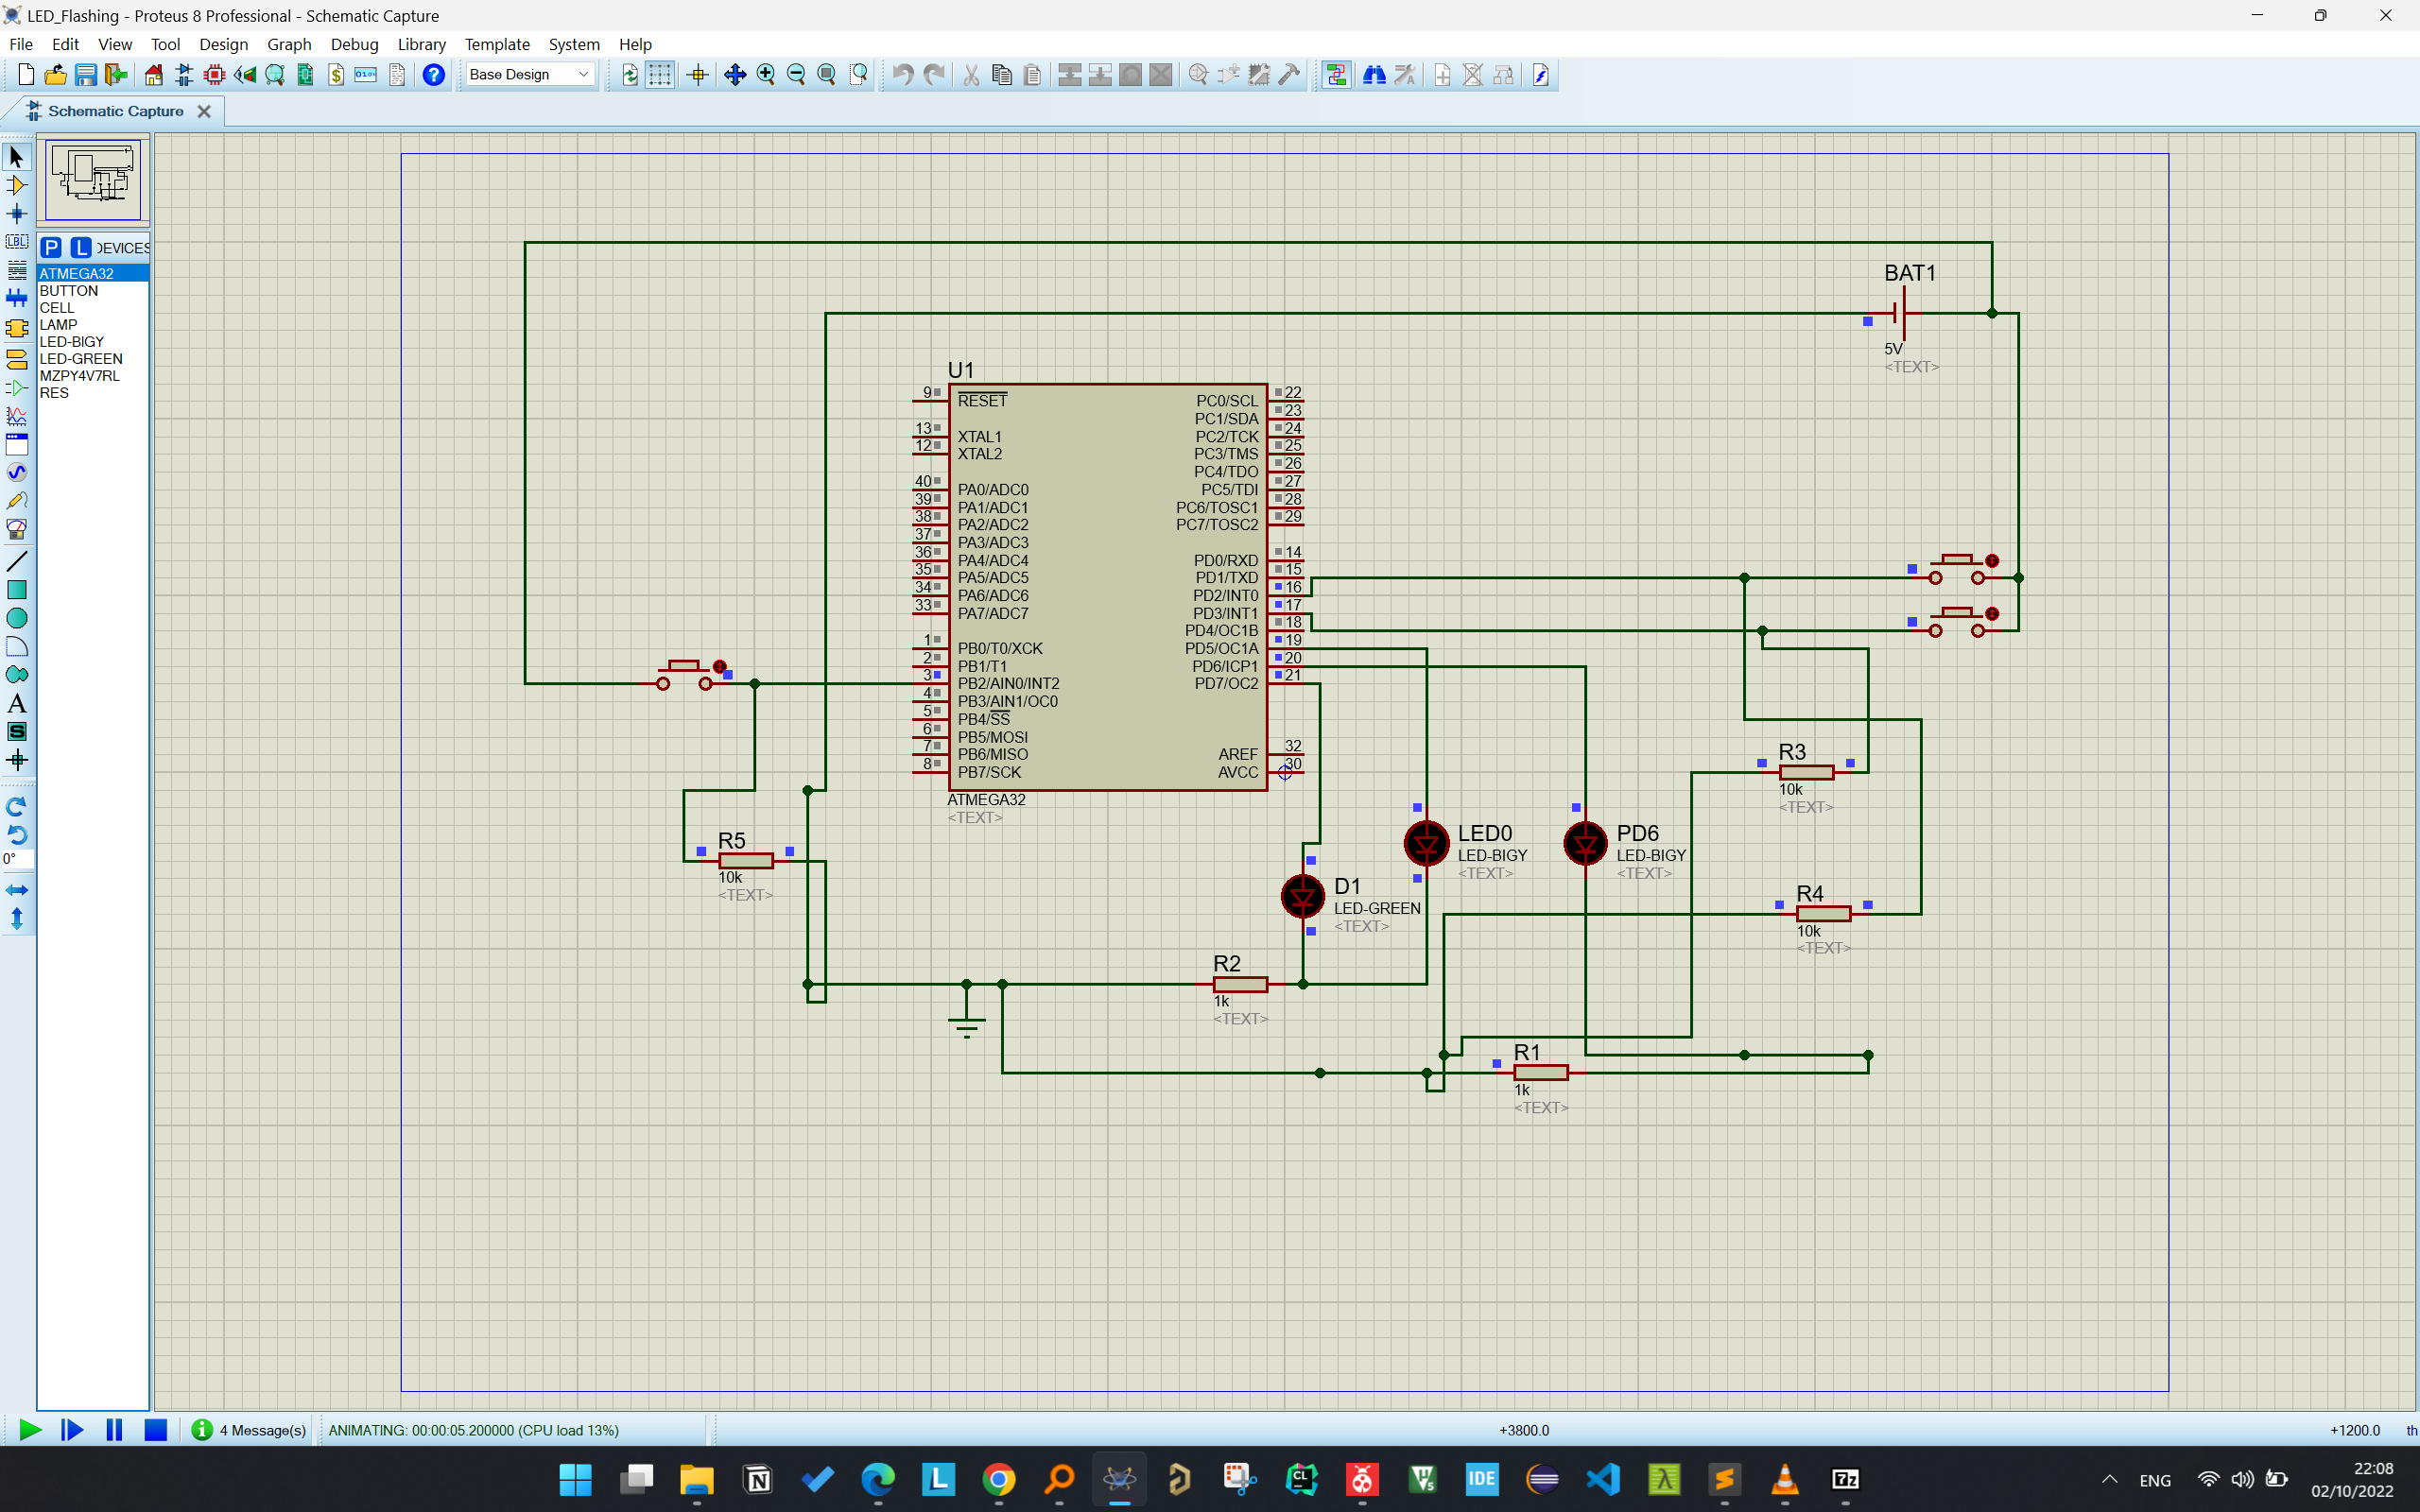 LED_Flashing - Proteus 8 Professional - Schematic Capture
File Edit View Tool Design Graph Debug Library Template System Help
Base Design
Schematic Capture
P L DEVICES
ATMEGA32
BUTTON
CELL
LAMP
LED-BIGY
LED-GREEN
MZPY4V7RL
RES
LBL
A
S
0°
BAT1
5V
<TEXT>
U1
9 RESET
13 XTAL1
12 XTAL2
40 PA0/ADC0
39 PA1/ADC1
38 PA2/ADC2
37 PA3/ADC3
36 PA4/ADC4
35 PA5/ADC5
34 PA6/ADC6
33 PA7/ADC7
1 PB0/T0/XCK
2 PB1/T1
3 PB2/AIN0/INT2
4 PB3/AIN1/OC0
5 PB4/SS
6 PB5/MOSI
7 PB6/MISO
8 PB7/SCK
PC0/SCL 22
PC1/SDA 23
PC2/TCK 24
PC3/TMS 25
PC4/TDO 26
PC5/TDI 27
PC6/TOSC1 28
PC7/TOSC2 29
PD0/RXD 14
PD1/TXD 15
PD2/INT0 16
PD3/INT1 17
PD4/OC1B 18
PD5/OC1A 19
PD6/ICP1 20
PD7/OC2 21
AREF 32
AVCC 30
ATMEGA32
<TEXT>
R3
10k
<TEXT>
R5
10k
<TEXT>
LED0
LED-BIGY
<TEXT>
PD6
LED-BIGY
<TEXT>
D1
LED-GREEN
<TEXT>
R4
10k
<TEXT>
R2
1k
<TEXT>
R1
1k
<TEXT>
4 Message(s)
ANIMATING: 00:00:05.200000 (CPU load 13%)
+3800.0
+1200.0
th
L
CL
V5
IDE
7z
ENG
22:08
02/10/2022